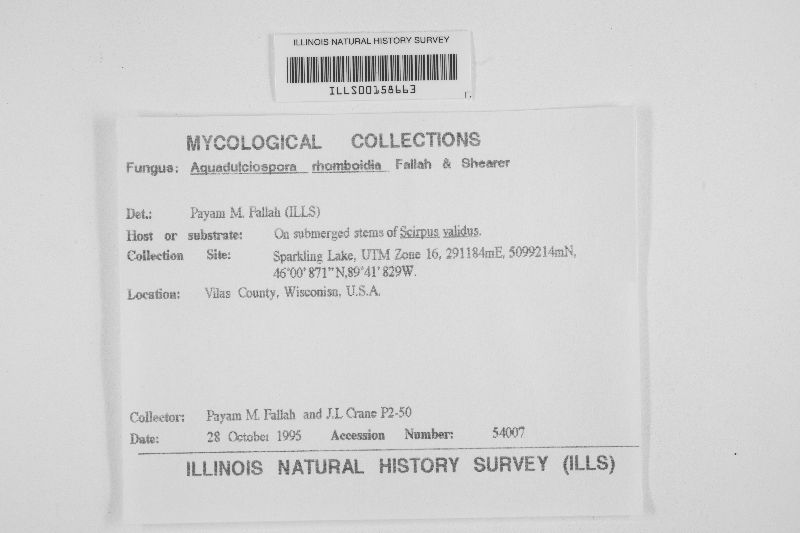 ILLINOIS NATURAL HISTORY SURVEY
ILLS00158663
MYCOLOGICAL COLLECTIONS
Fungus: Aquadulciospora rhomboidia Fallah & Shearer
Det.: Payam M. Fallah (ILLS)
Host or substrate: On submerged stems of Scirpus validus.
Collection Site: Sparkling Lake, UTM Zone 16, 291184mE, 5099214mN,
46°00'871"N,89°41'829W.
Location: Vilas County, Wisconisn, U.S.A.
Collector: Payam M. Fallah and J.L Crane P2-50
Date: 28 October 1995 Accession Number: 54007
ILLINOIS NATURAL HISTORY SURVEY (ILLS)